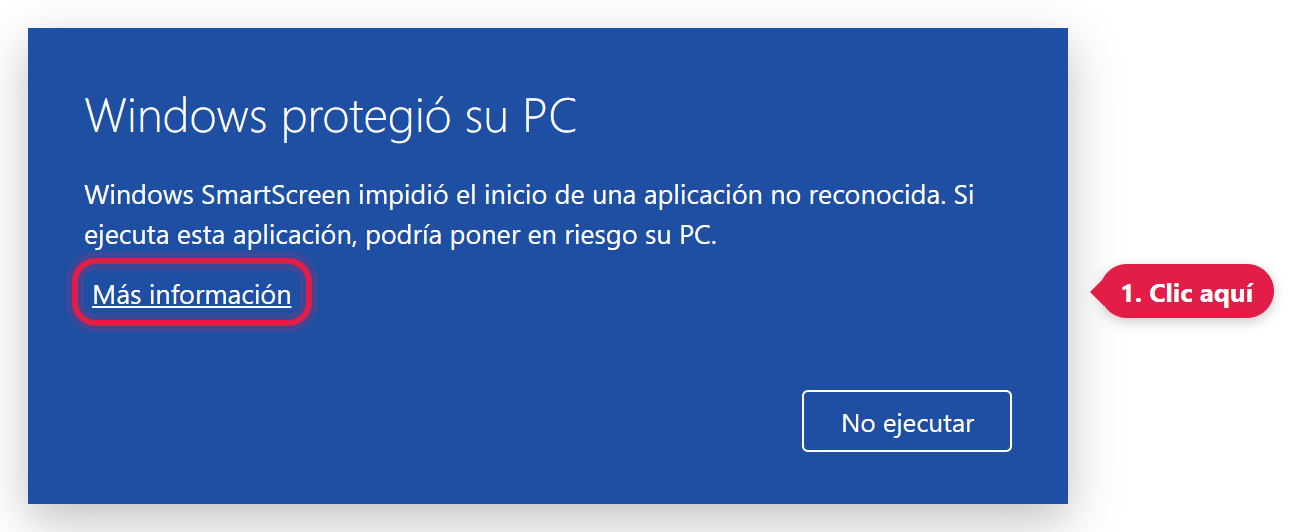 Windows protegió su PC
Windows SmartScreen impidió el inicio de una aplicación no reconocida. Si
ejecuta esta aplicación, podría poner en riesgo su PC.
Más información
1. Clic aquí
No ejecutar